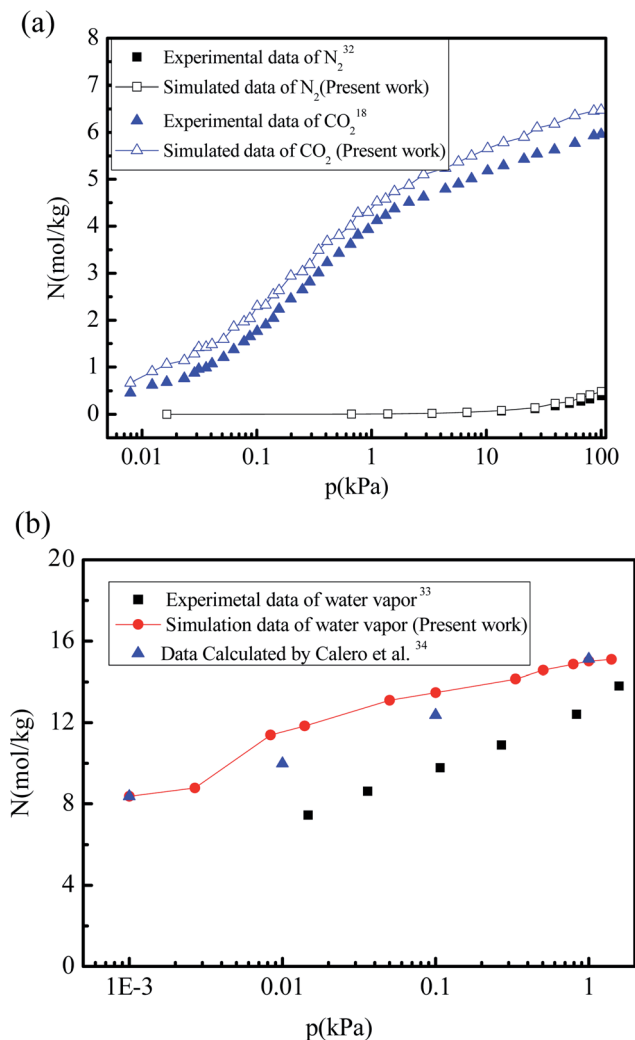 (a)
8
7
6
5
4
3
2
1
0
N(mol/kg)
Experimental data of N2 32
Simulated data of N2(Present work)
Experimental data of CO2 18
Simulated data of CO2 (Present work)
0.01 0.1 1 10 100
p(kPa)
(b)
20
16
12
8
4
0
N(mol/kg)
Experimetal data of water vapor 33
Simulation data of water vapor (Present work)
Data Calculated by Calero et al. 34
1E-3 0.01 0.1 1
p(kPa)